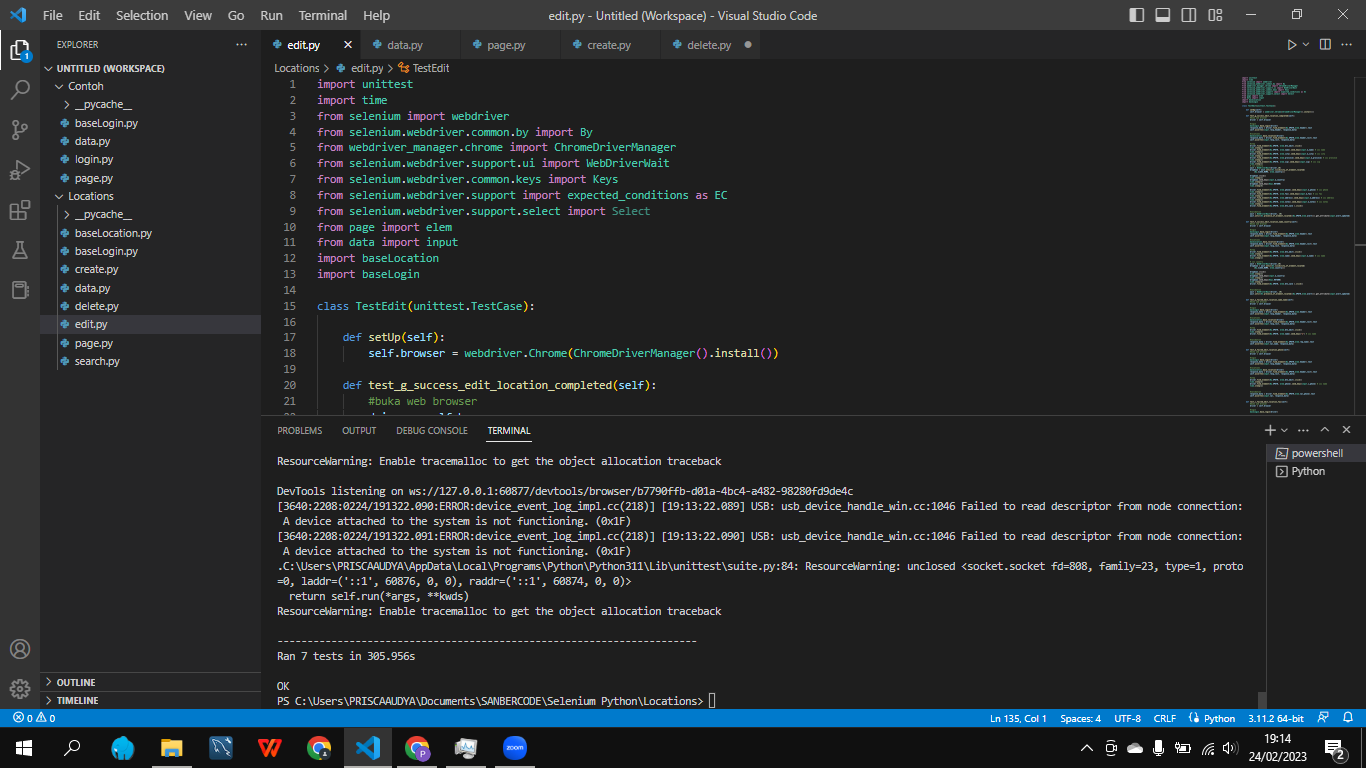 File Edit Selection View Go Run Terminal Help
edit.py - Untitled (Workspace) - Visual Studio Code
EXPLORER
UNTITLED (WORKSPACE)
Contoh
__pycache__
baseLogin.py
data.py
login.py
page.py
Locations
__pycache__
baseLocation.py
baseLogin.py
create.py
data.py
delete.py
edit.py
page.py
search.py
OUTLINE
TIMELINE
1
edit.py data.py page.py create.py delete.py
Locations > edit.py > TestEdit
1 import unittest
2 import time
3 from selenium import webdriver
4 from selenium.webdriver.common.by import By
5 from webdriver_manager.chrome import ChromeDriverManager
6 from selenium.webdriver.support.ui import WebDriverWait
7 from selenium.webdriver.common.keys import Keys
8 from selenium.webdriver.support import expected_conditions as EC
9 from selenium.webdriver.support.select import Select
10 from page import elem
11 from data import input
12 import baseLocation
13 import baseLogin
14
15 class TestEdit(unittest.TestCase):
16
17 def setUp(self):
18 self.browser = webdriver.Chrome(ChromeDriverManager().install())
19
20 def test_g_success_edit_location_completed(self):
21 #buka web browser
PROBLEMS OUTPUT DEBUG CONSOLE TERMINAL
powershell
Python
ResourceWarning: Enable tracemalloc to get the object allocation traceback
DevTools listening on ws://127.0.0.1:60877/devtools/browser/b7790ffb-d01a-4bc4-a482-98280fd9de4c
[3640:2208:0224/191322.090:ERROR:device_event_log_impl.cc(218)] [19:13:22.089] USB: usb_device_handle_win.cc:1046 Failed to read descriptor from node connection:
A device attached to the system is not functioning. (0x1F)
[3640:2208:0224/191322.091:ERROR:device_event_log_impl.cc(218)] [19:13:22.090] USB: usb_device_handle_win.cc:1046 Failed to read descriptor from node connection:
A device attached to the system is not functioning. (0x1F)
.C:\Users\PRISCAAUDYA\AppData\Local\Programs\Python\Python311\Lib\unittest\suite.py:84: ResourceWarning: unclosed <socket.socket fd=808, family=23, type=1, proto
=0, laddr=('::1', 60876, 0, 0), raddr=('::1', 60874, 0, 0)>
return self.run(*args, **kwds)
ResourceWarning: Enable tracemalloc to get the object allocation traceback
----------------------------------------------------------------------
Ran 7 tests in 305.956s
OK
PS C:\Users\PRISCAAUDYA\Documents\SANBERCODE\Selenium Python\Locations>
0 0
Ln 135, Col 1 Spaces: 4 UTF-8 CRLF Python 3.11.2 64-bit
zoom
19:14
24/02/2023
2